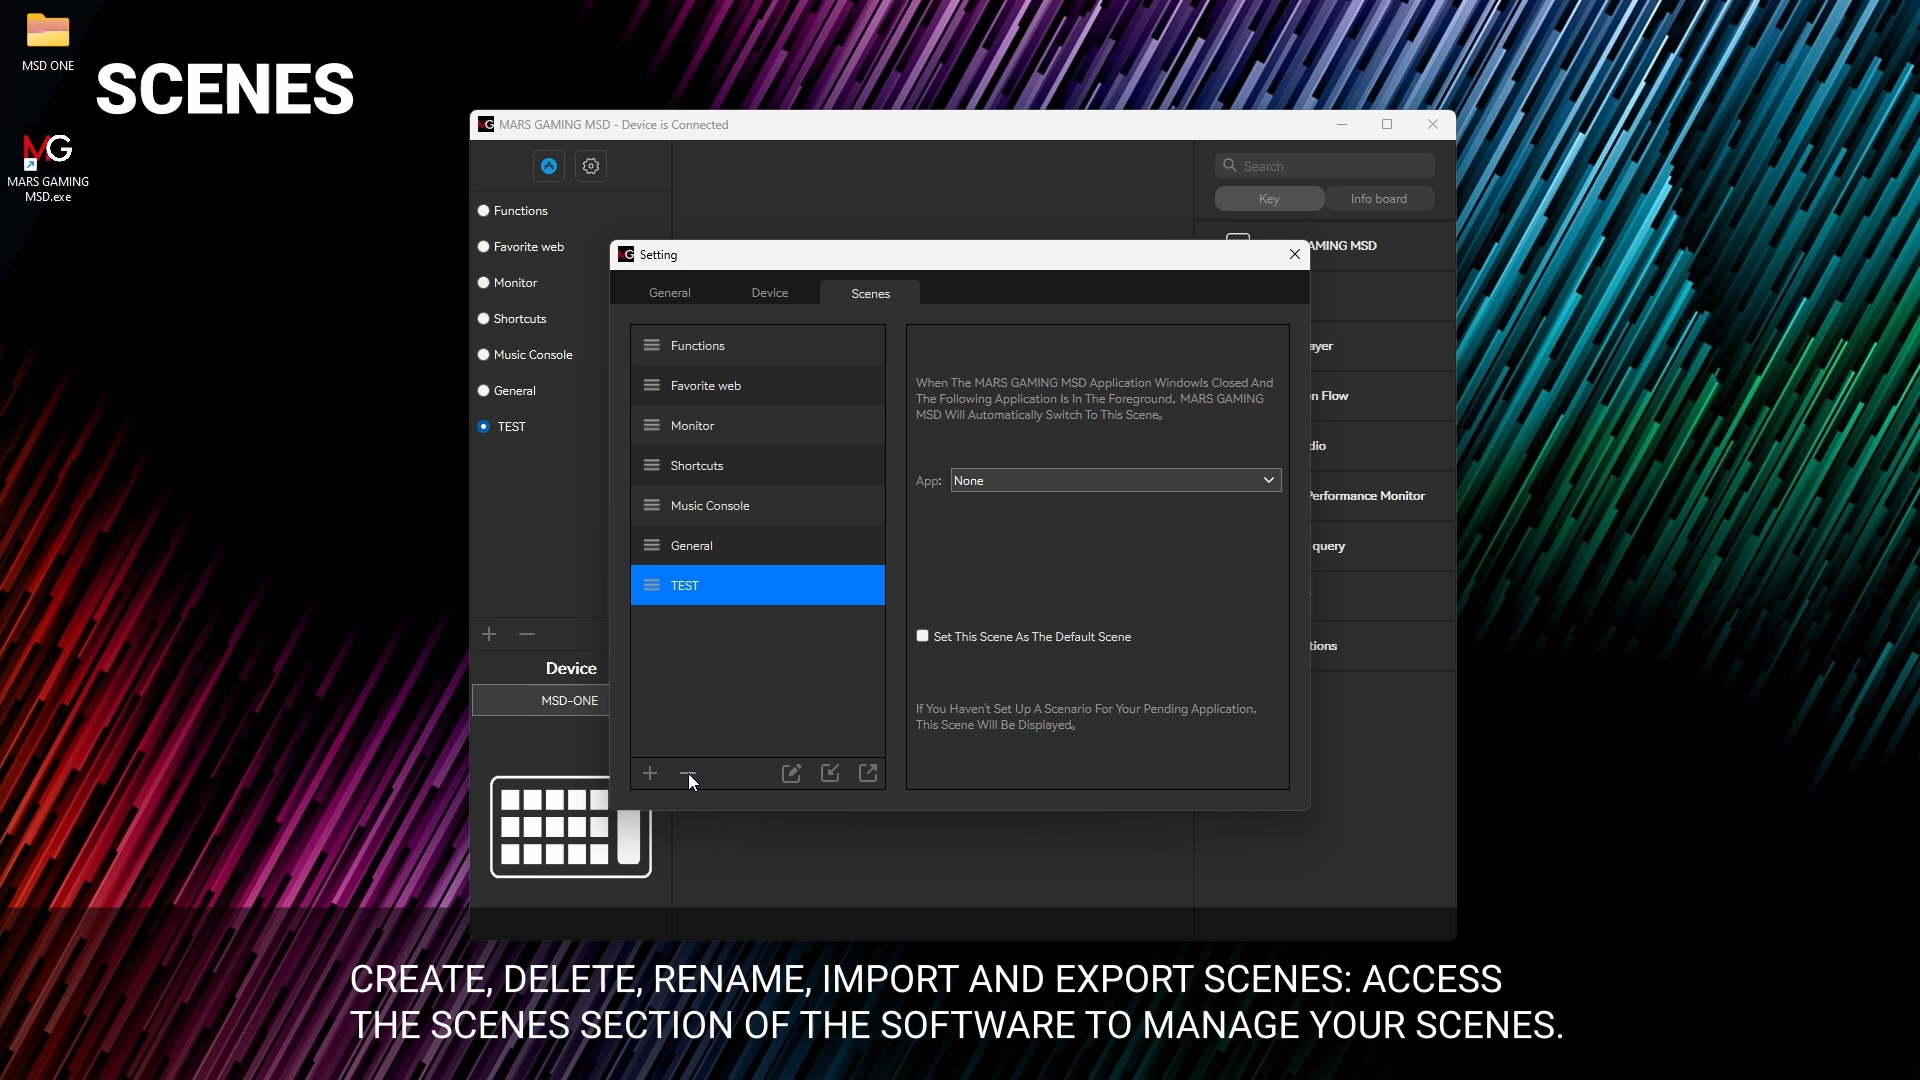 MSD ONE
SCENES
MARS GAMING
MSD.exe
MARS GAMING MSD - Device is Connected
Search
Key
Info board
Functions
Favorite web
Monitor
Shortcuts
Music Console
General
TEST
Device
MSD-ONE
AMING MSD
ayer
n Flow
dio
Performance Monitor
query
tions
Setting
General
Device
Scenes
Functions
Favorite web
Monitor
Shortcuts
Music Console
General
TEST
When The MARS GAMING MSD Application WindowIs Closed And
The Following Application Is In The Foreground, MARS GAMING
MSD Will Automatically Switch To This Scene。
App:
None
Set This Scene As The Default Scene
If You Haven't Set Up A Scenario For Your Pending Application,
This Scene Will Be Displayed。
CREATE, DELETE, RENAME, IMPORT AND EXPORT SCENES: ACCESS
THE SCENES SECTION OF THE SOFTWARE TO MANAGE YOUR SCENES.